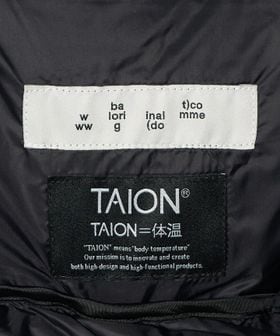 w ba lori inal t)co mme
ww g (do
TAION®
TAION=体温
"TAION" means "body temperature"
Our mission is to innovate and create
both high design and high-functional products.